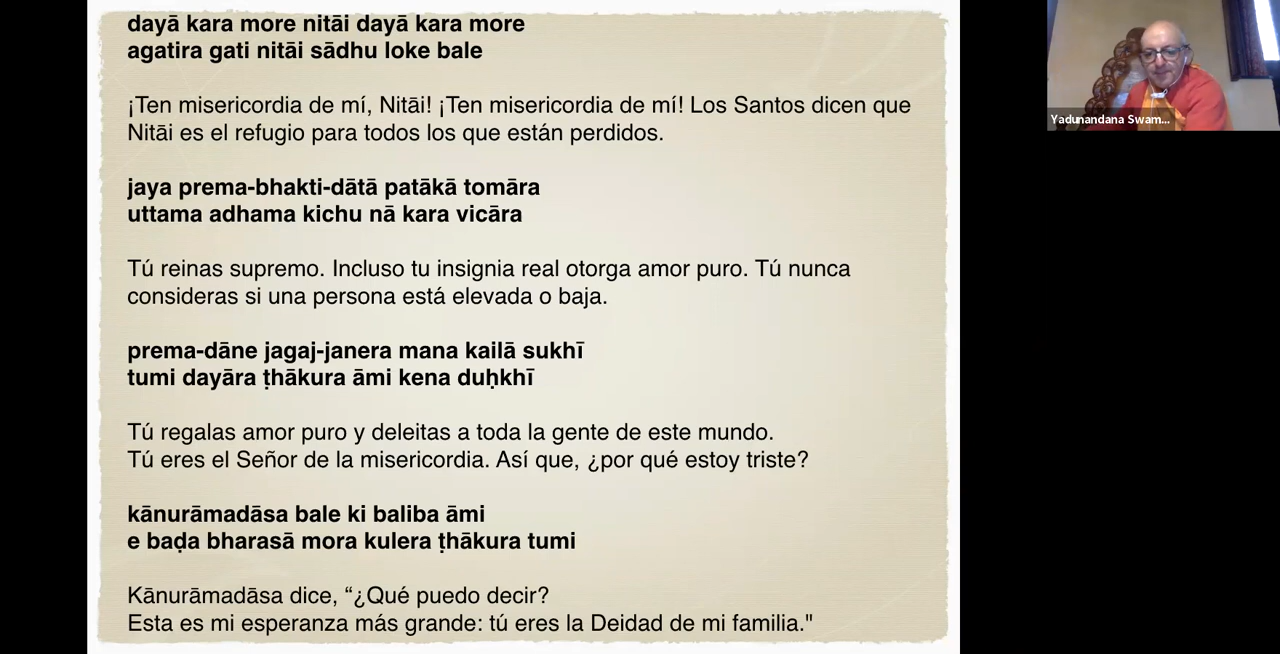 dayā kara more nitāi dayā kara more
agatira gati nitāi sādhu loke bale
¡Ten misericordia de mí, Nitāi! ¡Ten misericordia de mí! Los Santos dicen que
Nitāi es el refugio para todos los que están perdidos.
jaya prema-bhakti-dātā patākā tomāra
uttama adhama kichu nā kara vicāra
Tú reinas supremo. Incluso tu insignia real otorga amor puro. Tú nunca
consideras si una persona está elevada o baja.
prema-dāne jagaj-janera mana kailā sukhī
tumi dayāra ṭhākura āmi kena duḥkhī
Tú regalas amor puro y deleitas a toda la gente de este mundo.
Tú eres el Señor de la misericordia. Así que, ¿por qué estoy triste?
kānurāmadāsa bale ki baliba āmi
e baḍa bharasā mora kulera ṭhākura tumi
Kānurāmadāsa dice, “¿Qué puedo decir?
Esta es mi esperanza más grande: tú eres la Deidad de mi familia."
Yadunandana Swam...